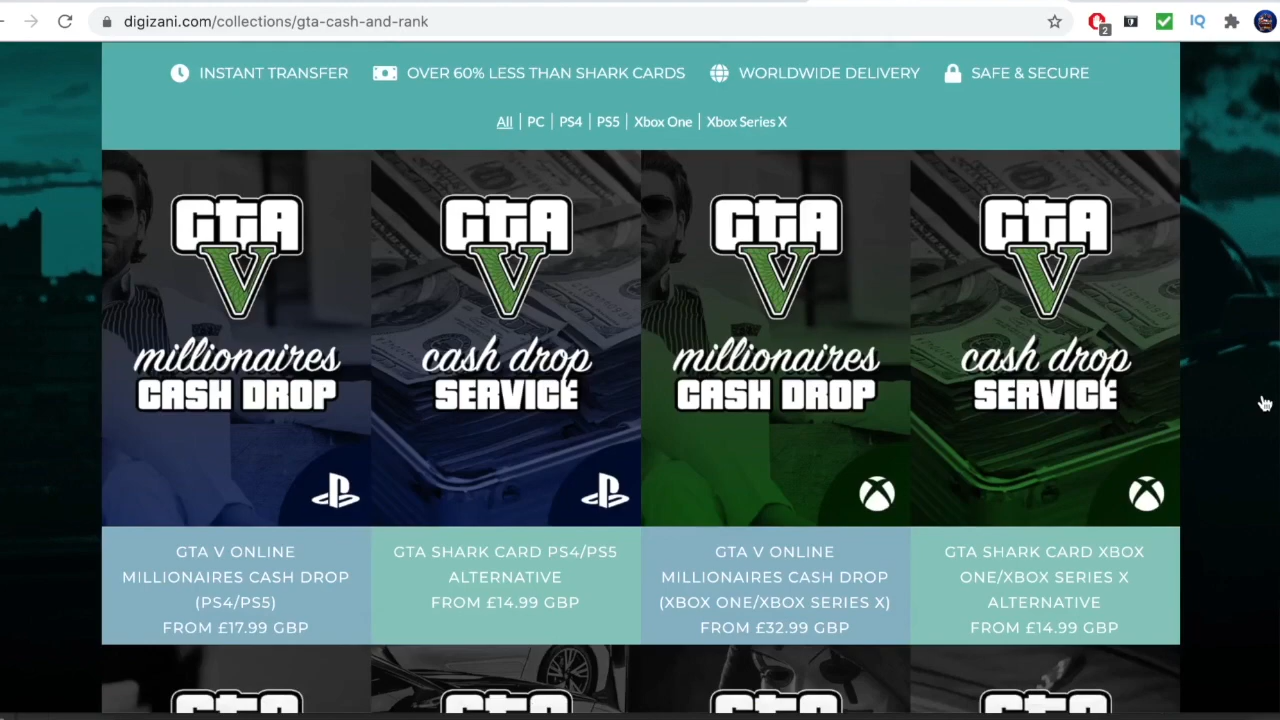 digizani.com/collections/gta-cash-and-rank
2
IQ
INSTANT TRANSFER OVER 60% LESS THAN SHARK CARDS WORLDWIDE DELIVERY SAFE & SECURE
All | PC | PS4 | PS5 | Xbox One | Xbox Series X
GTA V
millionaires
CASH DROP
GTA V
cash drop
SERVICE
GTA V
millionaires
CASH DROP
GTA V
cash drop
SERVICE
GTA V ONLINE
MILLIONAIRES CASH DROP
(PS4/PS5)
FROM £17.99 GBP
GTA SHARK CARD PS4/PS5
ALTERNATIVE
FROM £14.99 GBP
GTA V ONLINE
MILLIONAIRES CASH DROP
(XBOX ONE/XBOX SERIES X)
FROM £32.99 GBP
GTA SHARK CARD XBOX
ONE/XBOX SERIES X
ALTERNATIVE
FROM £14.99 GBP